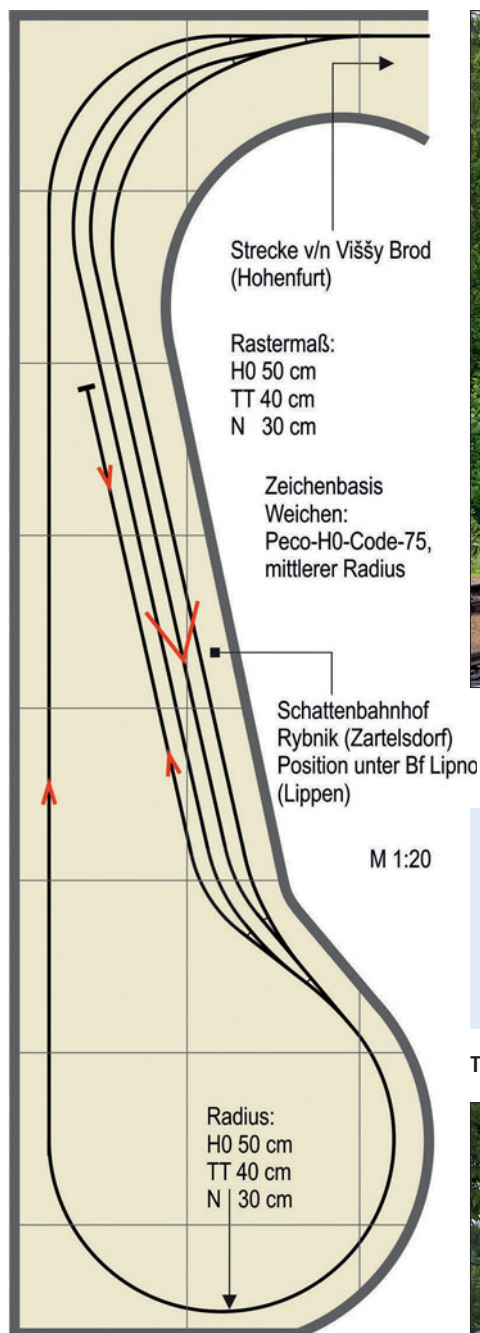 Strecke v/n Viššy Brod
(Hohenfurt)
Rastermaß:
H0 50 cm
TT 40 cm
N 30 cm
Zeichenbasis
Weichen:
Peco-H0-Code-75,
mittlerer Radius
Schattenbahnhof
Rybnik (Zartelsdorf)
Position unter Bf Lipno
(Lippen)
M 1:20
Radius:
H0 50 cm
TT 40 cm
N 30 cm
T